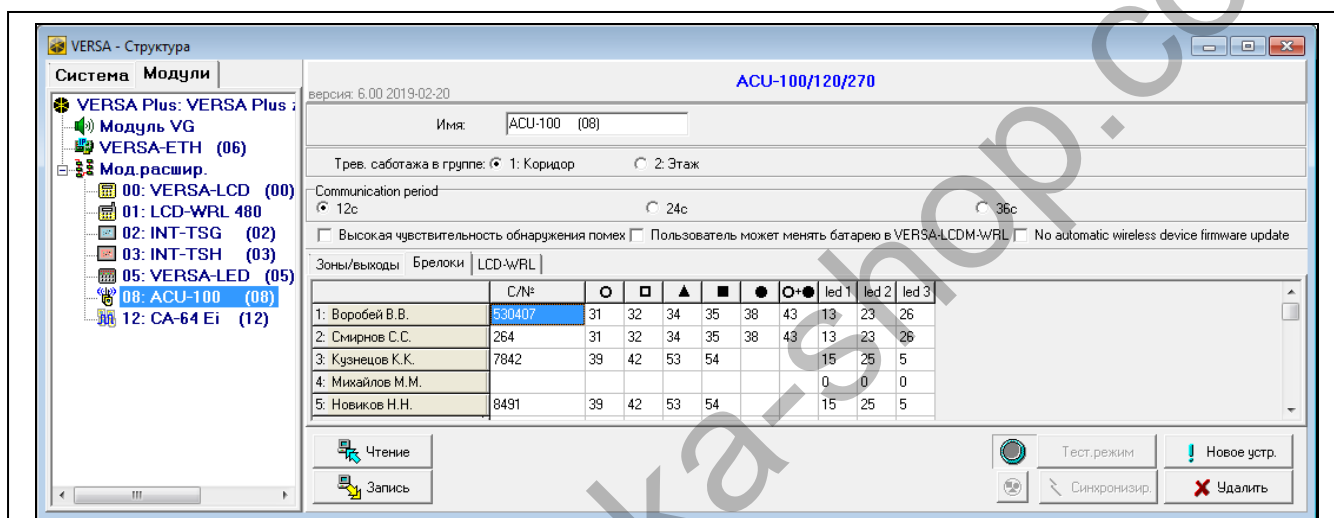 VERSA - Структура
Система Модули
VERSA Plus: VERSA Plus
Модуль VG
VERSA-ETH (06)
Мод.расшир.
00: VERSA-LCD (00)
01: LCD-WRL 480
02: INT-TSG (02)
03: INT-TSH (03)
05: VERSA-LED (05)
08: ACU-100 (08)
12: CA-64 Ei (12)
ACU-100/120/270
версия: 6.00 2019-02-20
Имя: ACU-100 (08)
Трев. саботажа в группе: 1: Коридор 2: Этаж
Communication period
12с 24с 36с
Высокая чувствительность обнаружения помех Пользователь может менять батарею в VERSA-LCDM-WRL No automatic wireless device firmware update
Зоны/выходы Брелоки LCD-WRL
С/№ led 1 led 2 led 3
1: Воробей В.В. 530407 31 32 34 35 38 43 13 23 26
2: Смирнов С.С. 264 31 32 34 35 38 43 13 23 26
3: Кузнецов К.К. 7842 39 42 53 54 15 25 5
4: Михайлов М.М. 0 0 0
5: Новиков Н.Н. 8491 39 42 53 54 15 25 5
Чтение Тест.режим Новое устр.
Запись Синхронизир. Удалить
ka-shop.co